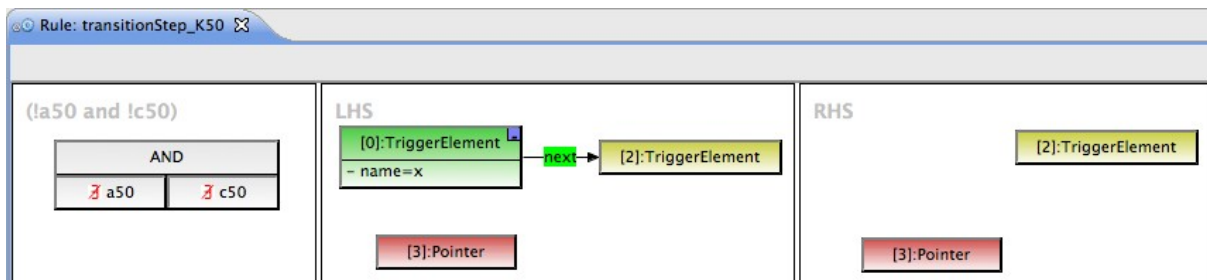 Rule: transitionStep_K50
(!a50 and !c50)
AND
∄ a50
∄ c50
LHS
[0]:TriggerElement
- name=x
next
[2]:TriggerElement
[3]:Pointer
RHS
[2]:TriggerElement
[3]:Pointer